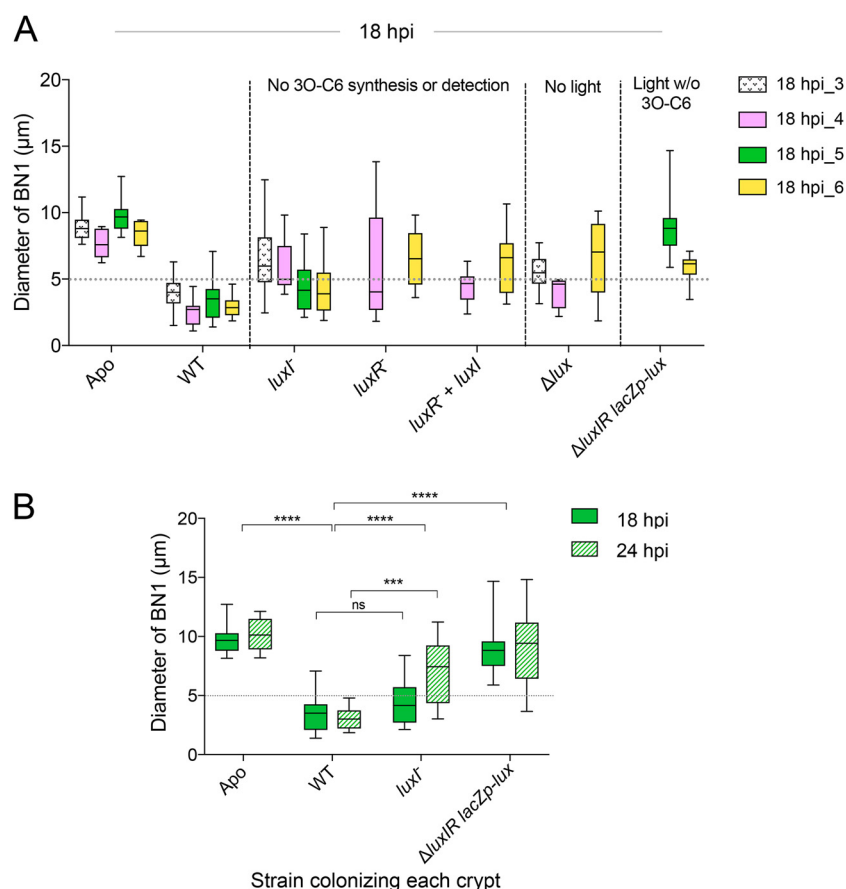 A
18 hpi
20
15
10
5
0
Diameter of BN1 (µm)
No 3O-C6 synthesis or detection
No light
Light w/o
3O-C6
18 hpi_3
18 hpi_4
18 hpi_5
18 hpi_6
Apo
WT
luxI-
luxR-
luxR- + luxI
Δlux
ΔluxIR lacZp-lux
B
20
15
10
5
0
Diameter of BN1 (µm)
****
****
****
***
ns
18 hpi
24 hpi
Apo
WT
luxI-
ΔluxIR lacZp-lux
Strain colonizing each crypt